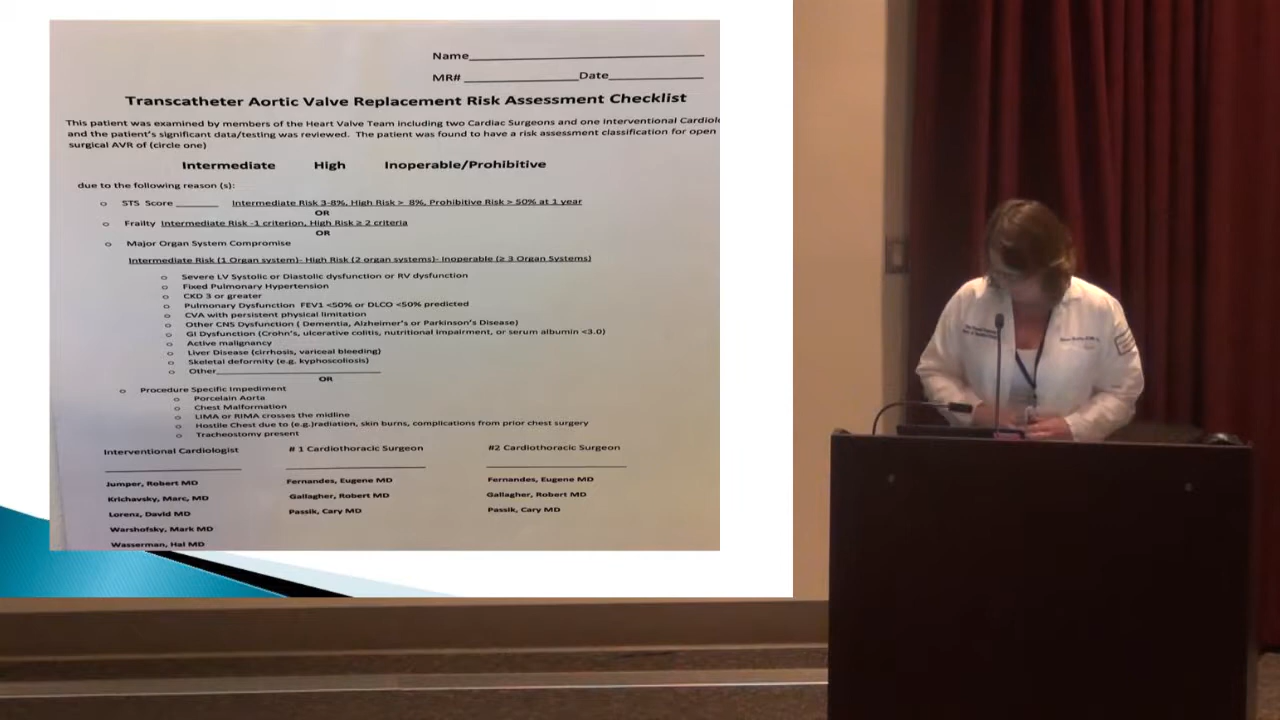 Name____________________
MR# ____________Date____________
Transcatheter Aortic Valve Replacement Risk Assessment Checklist
This patient was examined by members of the Heart Valve Team including two Cardiac Surgeons and one Interventional Cardiol
and the patient's significant data/testing was reviewed. The patient was found to have a risk assessment classification for open
surgical AVR of (circle one)
Intermediate High Inoperable/Prohibitive
due to the following reason (s):
o STS Score _______ Intermediate Risk 3-8%, High Risk > 8%, Prohibitive Risk > 50% at 1 year
OR
o Frailty Intermediate Risk -1 criterion, High Risk ≥ 2 criteria
OR
o Major Organ System Compromise
Intermediate Risk (1 Organ system)- High Risk (2 organ systems)- Inoperable (≥ 3 Organ Systems)
o Severe LV Systolic or Diastolic dysfunction or RV dysfunction
o Fixed Pulmonary Hypertension
o CKD 3 or greater
o Pulmonary Dysfunction FEV1 <50% or DLCO <50% predicted
o CVA with persistent physical limitation
o Other CNS Dysfunction ( Dementia, Alzheimer's or Parkinson's Disease)
o GI Dysfunction (Crohn's, ulcerative colitis, nutritional impairment, or serum albumin <3.0)
o Active malignancy
o Liver Disease (cirrhosis, variceal bleeding)
o Skeletal deformity (e.g. kyphoscoliosis)
o Other____________________
OR
o Procedure Specific Impediment
o Porcelain Aorta
o Chest Malformation
o LIMA or RIMA crosses the midline
o Hostile Chest due to (e.g.)radiation, skin burns, complications from prior chest surgery
o Tracheostomy present
Interventional Cardiologist # 1 Cardiothoracic Surgeon #2 Cardiothoracic Surgeon
Jumper, Robert MD Fernandes, Eugene MD Fernandes, Eugene MD
Krichavsky, Marc, MD Gallagher, Robert MD Gallagher, Robert MD
Lorenz, David MD Passik, Cary MD Passik, Cary MD
Warshofsky, Mark MD
Wasserman, Hal MD